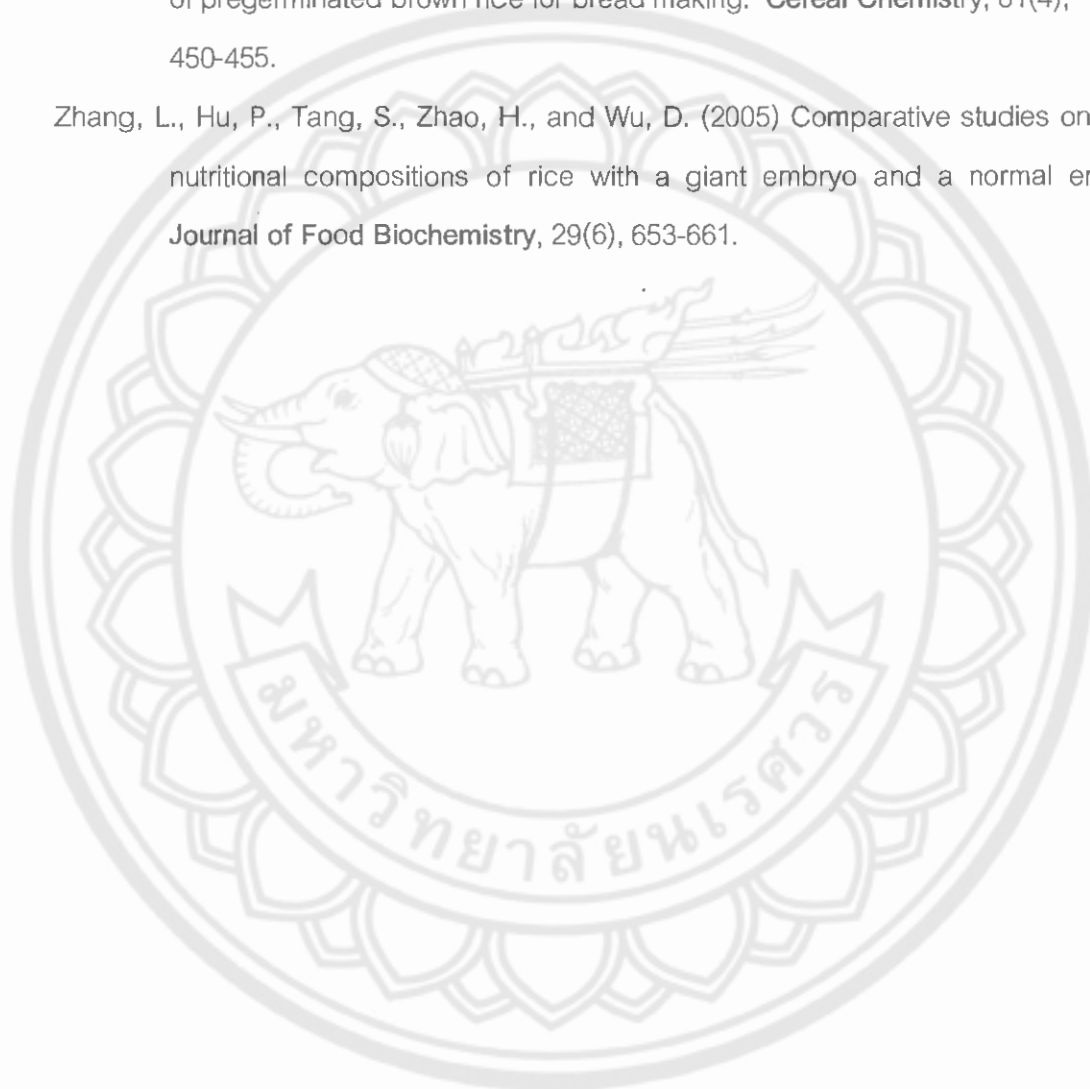 of pregerminated brown rice for bread making. Cereal Chemistry, 81(4),
450-455.
Zhang, L., Hu, P., Tang, S., Zhao, H., and Wu, D. (2005) Comparative studies on
nutritional compositions of rice with a giant embryo and a normal
Journal of Food Biochemistry, 29(6), 653-661.
มหาวิทยาลัยนเรศวร